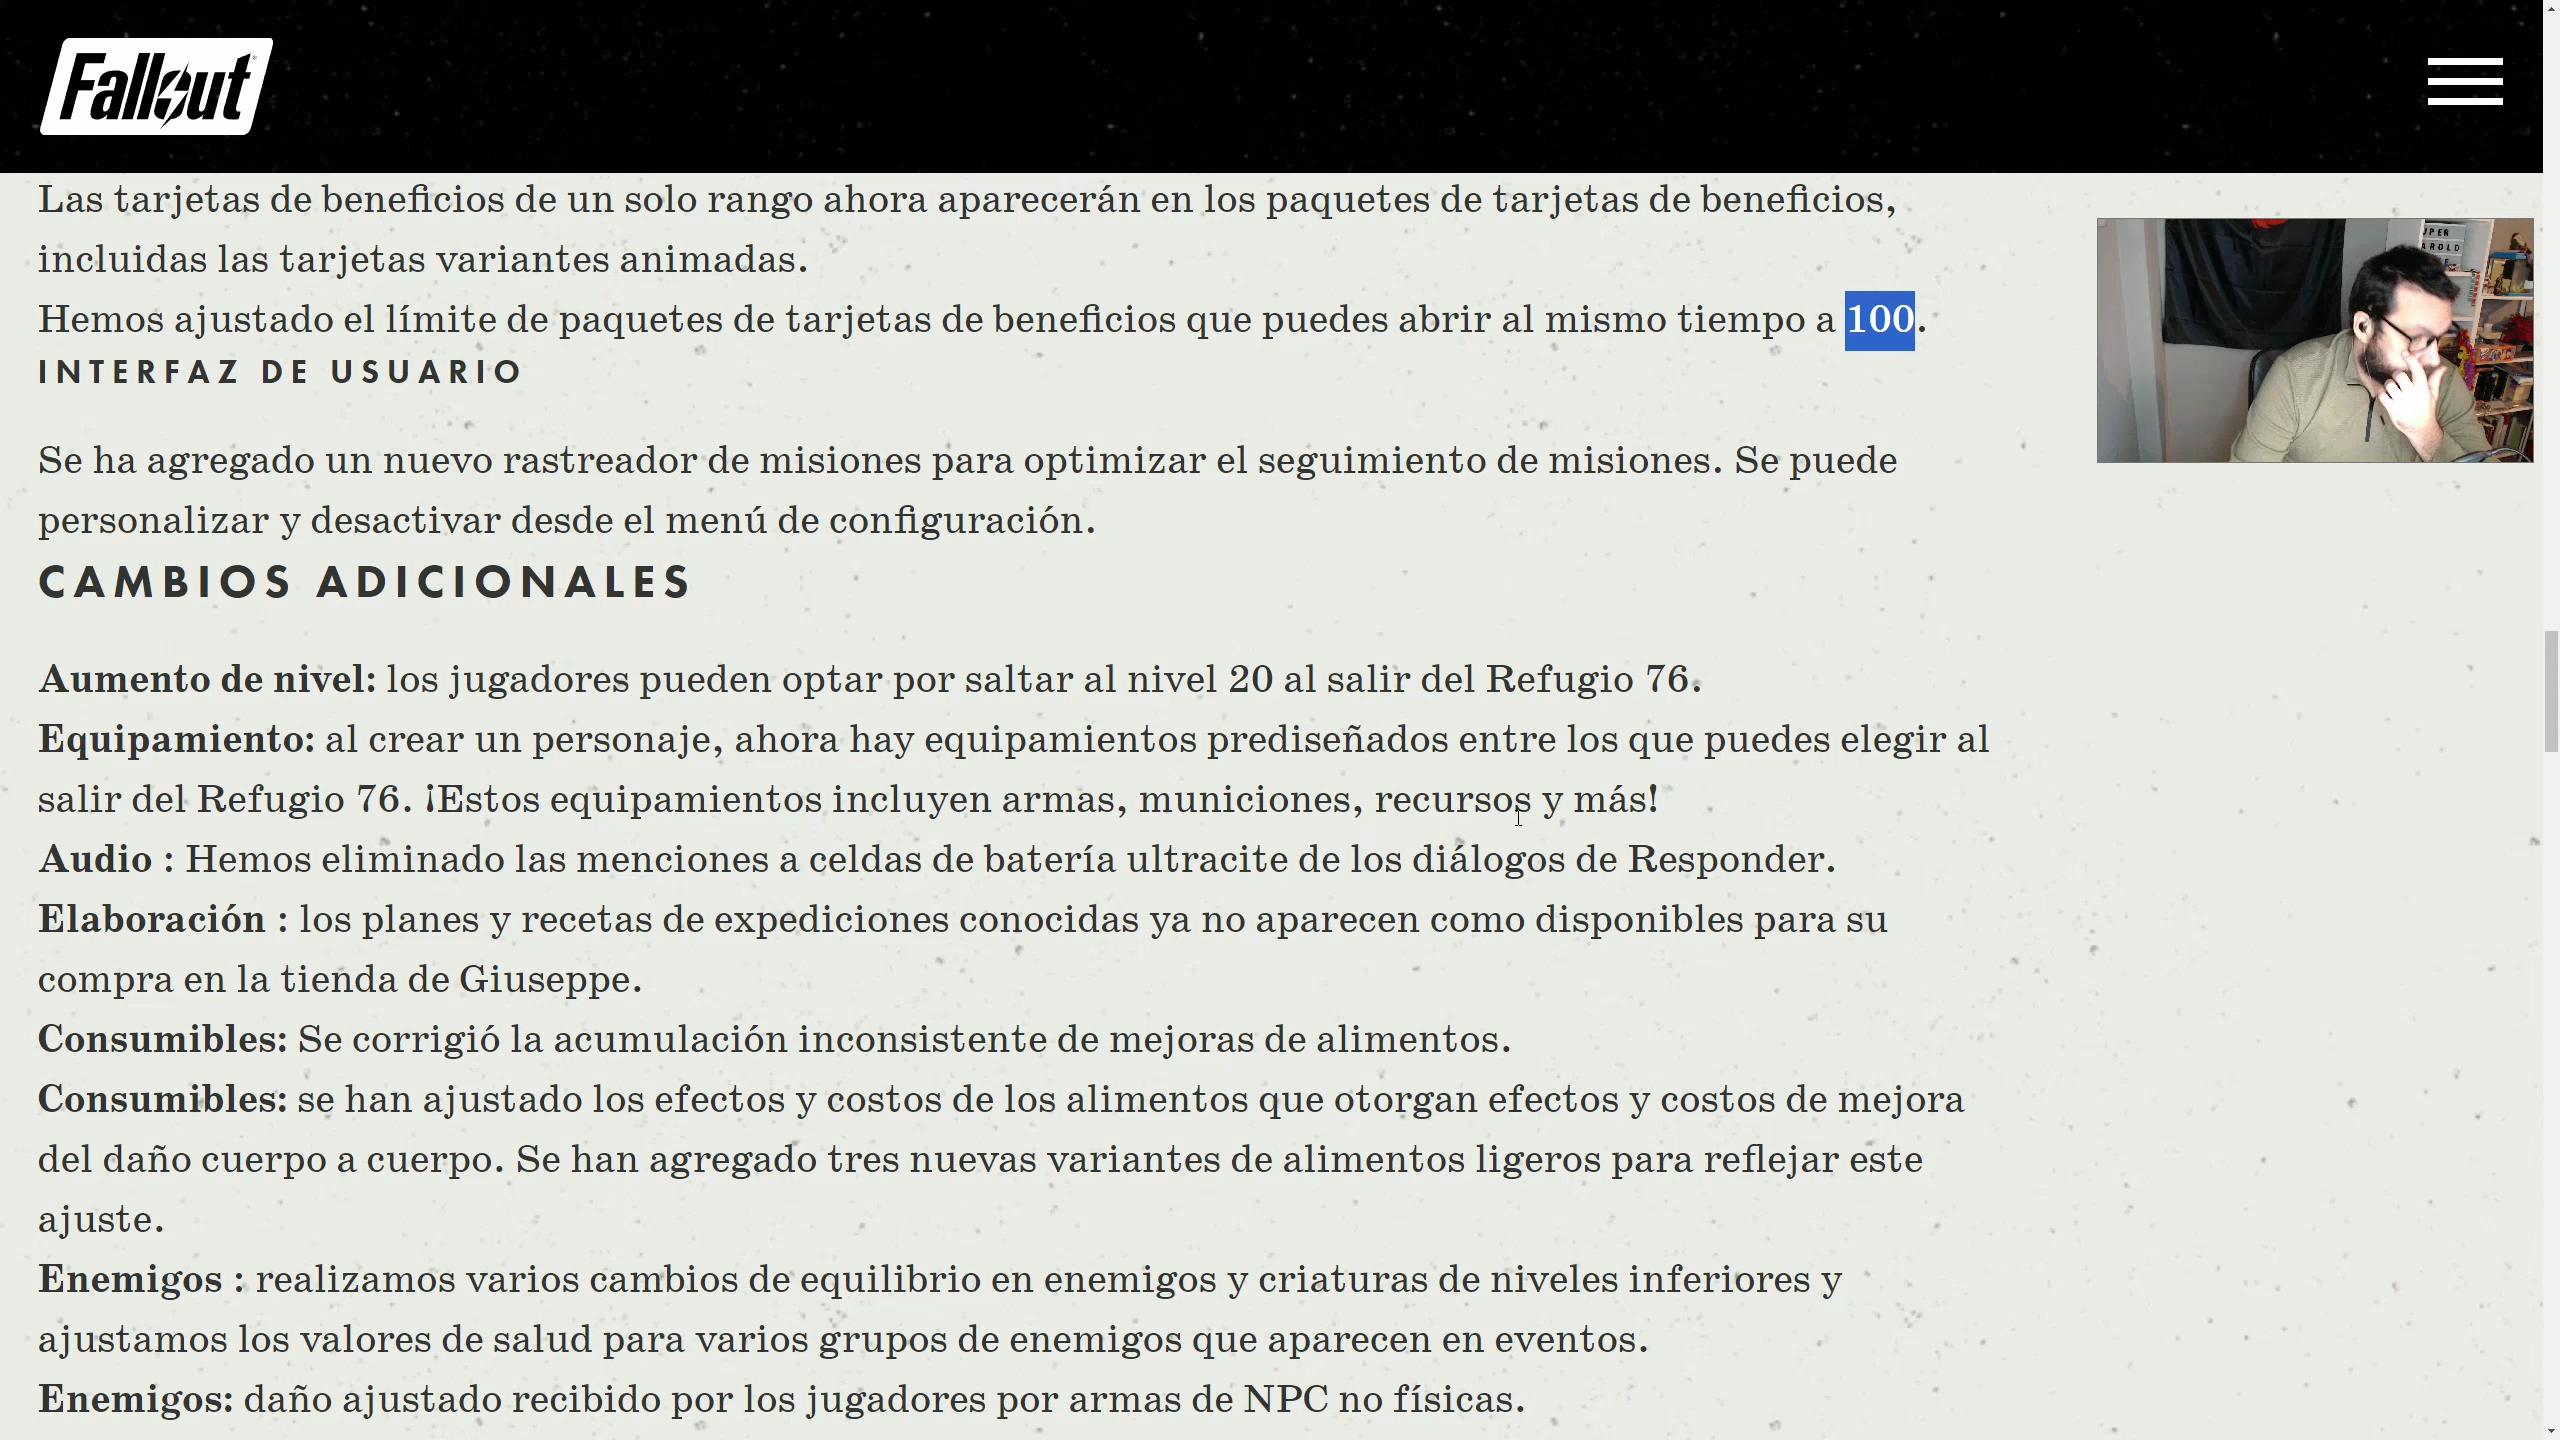 Fallout
Las tarjetas de beneficios de un solo rango ahora aparecerán en los paquetes de tarjetas de beneficios,
incluidas las tarjetas variantes animadas.
Hemos ajustado el límite de paquetes de tarjetas de beneficios que puedes abrir al mismo tiempo a 100.
INTERFAZ DE USUARIO
Se ha agregado un nuevo rastreador de misiones para optimizar el seguimiento de misiones. Se puede
personalizar y desactivar desde el menú de configuración.
CAMBIOS ADICIONALES
Aumento de nivel: los jugadores pueden optar por saltar al nivel 20 al salir del Refugio 76.
Equipamiento: al crear un personaje, ahora hay equipamientos prediseñados entre los que puedes elegir al
salir del Refugio 76. ¡Estos equipamientos incluyen armas, municiones, recursos y más!
Audio : Hemos eliminado las menciones a celdas de batería ultracite de los diálogos de Responder.
Elaboración : los planes y recetas de expediciones conocidas ya no aparecen como disponibles para su
compra en la tienda de Giuseppe.
Consumibles: Se corrigió la acumulación inconsistente de mejoras de alimentos.
Consumibles: se han ajustado los efectos y costos de los alimentos que otorgan efectos y costos de mejora
del daño cuerpo a cuerpo. Se han agregado tres nuevas variantes de alimentos ligeros para reflejar este
ajuste.
Enemigos : realizamos varios cambios de equilibrio en enemigos y criaturas de niveles inferiores y
ajustamos los valores de salud para varios grupos de enemigos que aparecen en eventos.
Enemigos: daño ajustado recibido por los jugadores por armas de NPC no físicas.